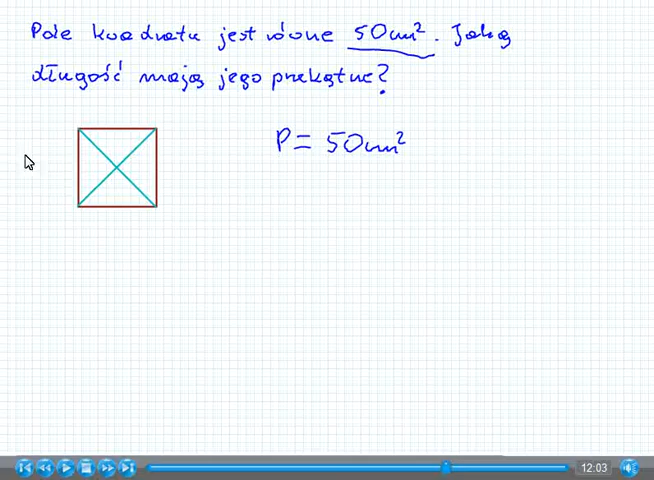 Pole kwadratu jest równe 50cm². Jaką
długość mają jego przekątne?
P = 50cm²
12:03